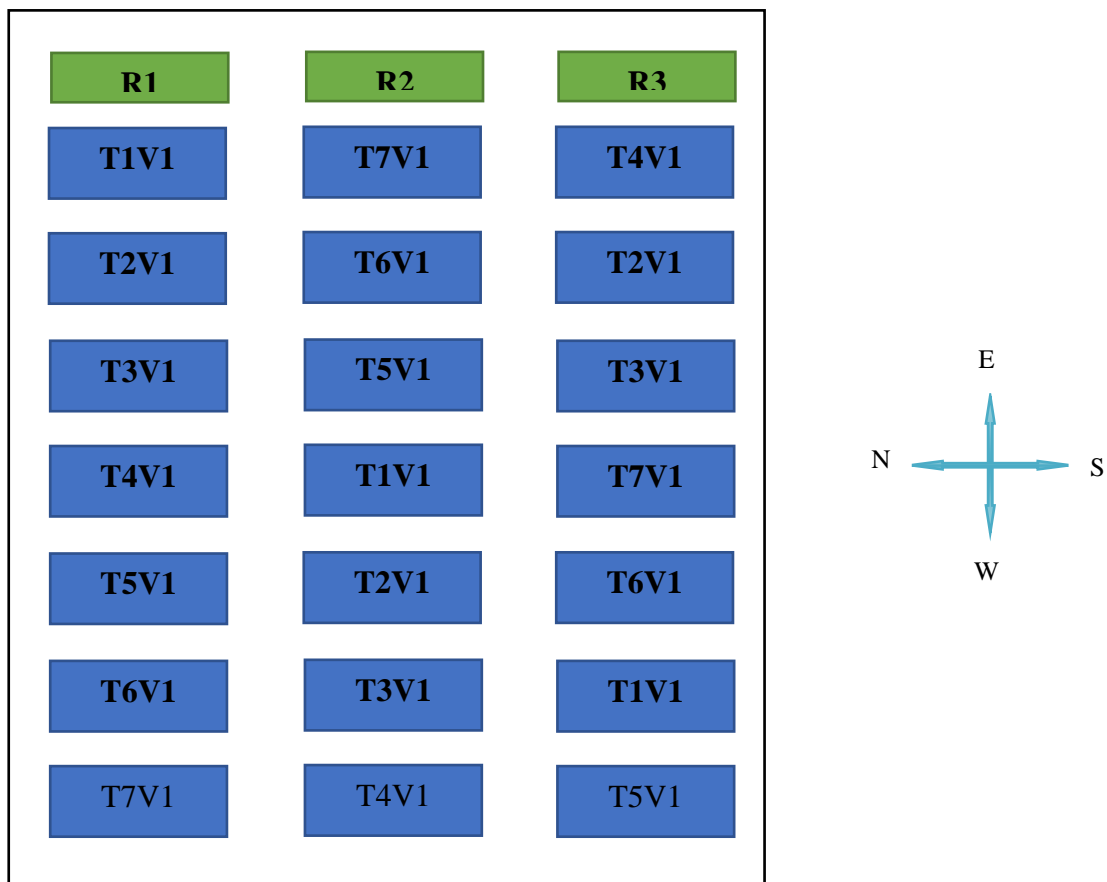 R1 R2 R3
T1V1 T7V1 T4V1
T2V1 T6V1 T2V1
T3V1 T5V1 T3V1
T4V1 T1V1 T7V1
T5V1 T2V1 T6V1
T6V1 T3V1 T1V1
T7V1 T4V1 T5V1
E
N S
W